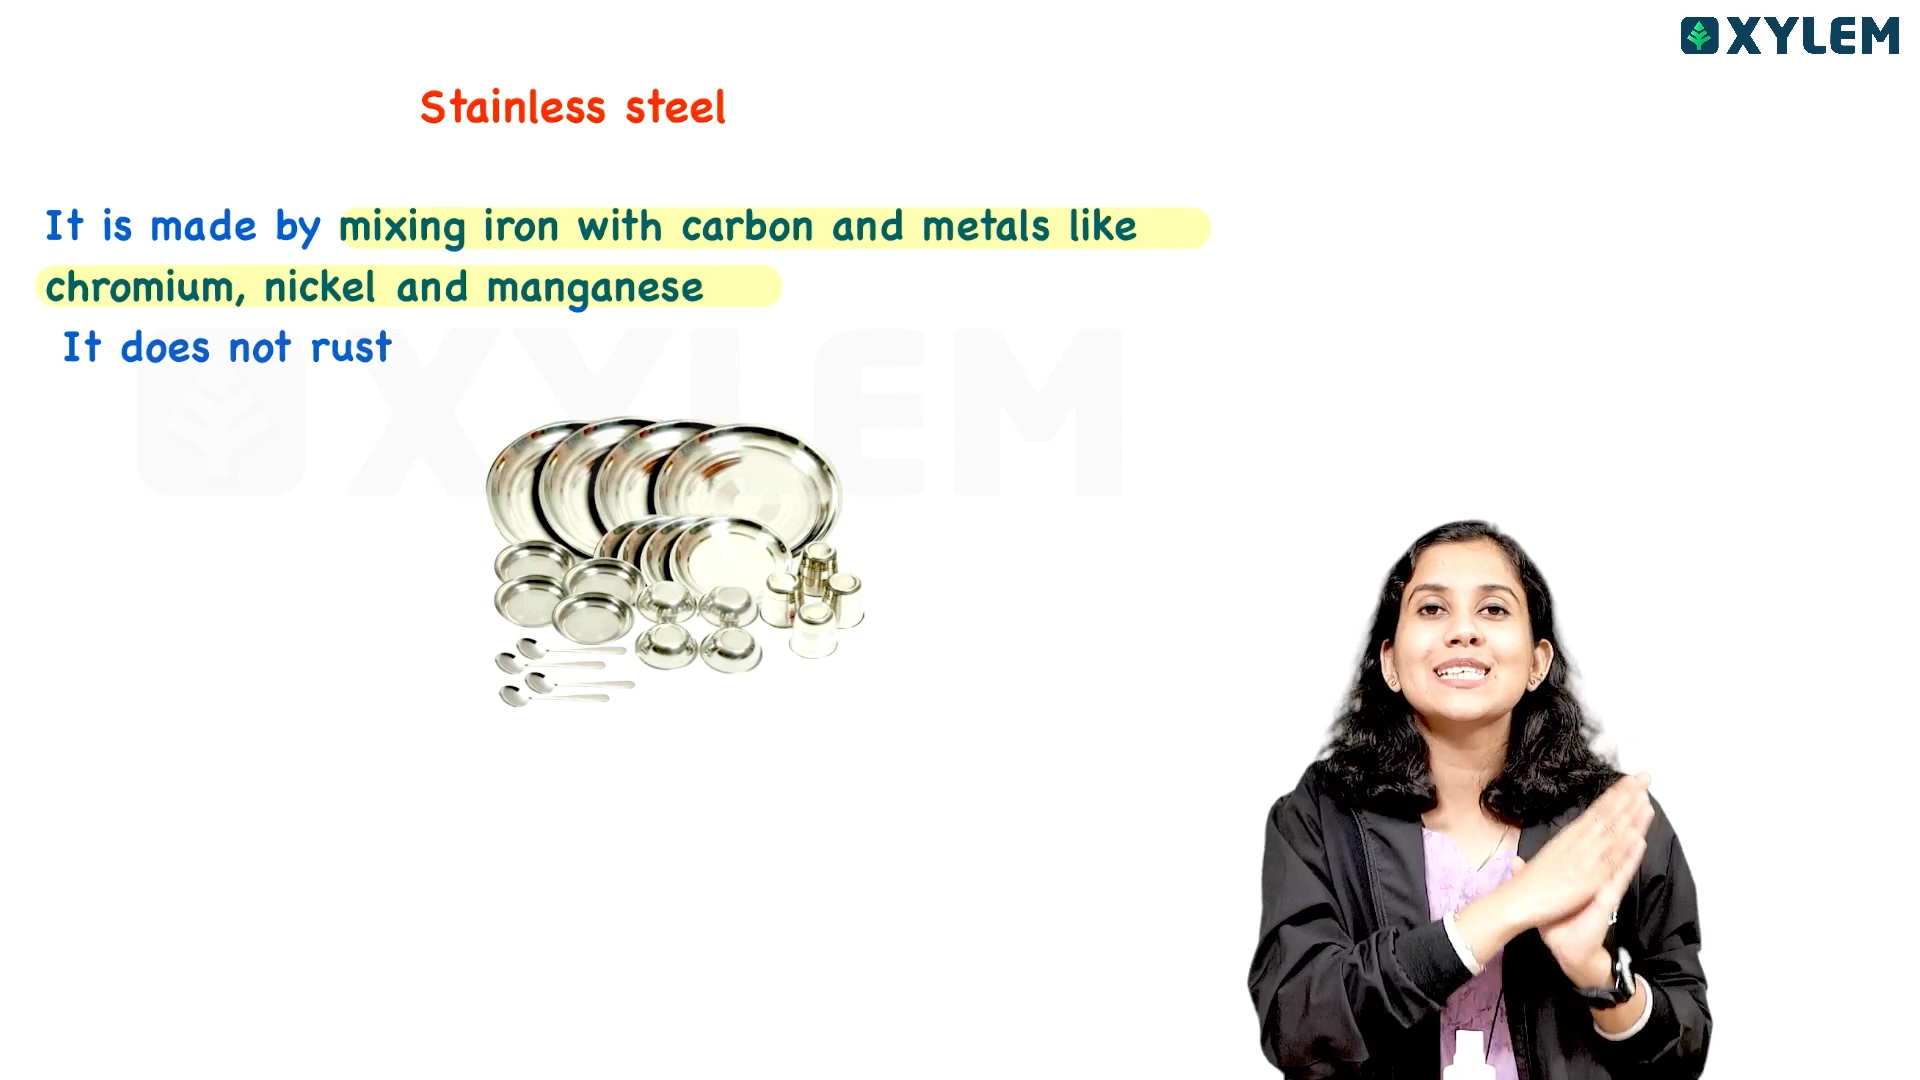 XYLEM
Stainless steel
It is made by mixing iron with carbon and metals like
chromium, nickel and manganese
It does not rust
XYLEM